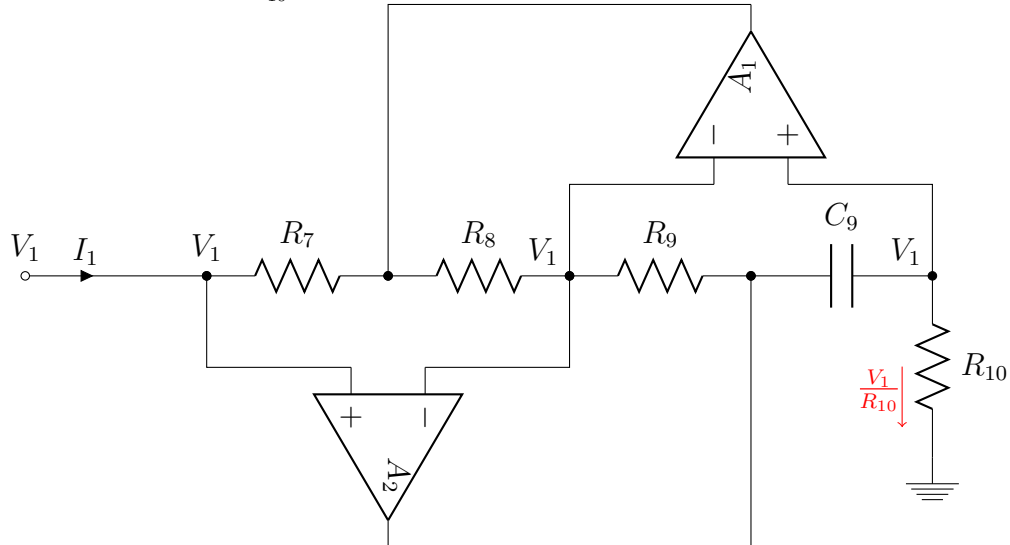 A₁
− +
C₉
V₁ I₁ V₁ R₇ R₈ V₁ R₉ V₁
R₁₀
V₁
R₁₀
+ −
A₂